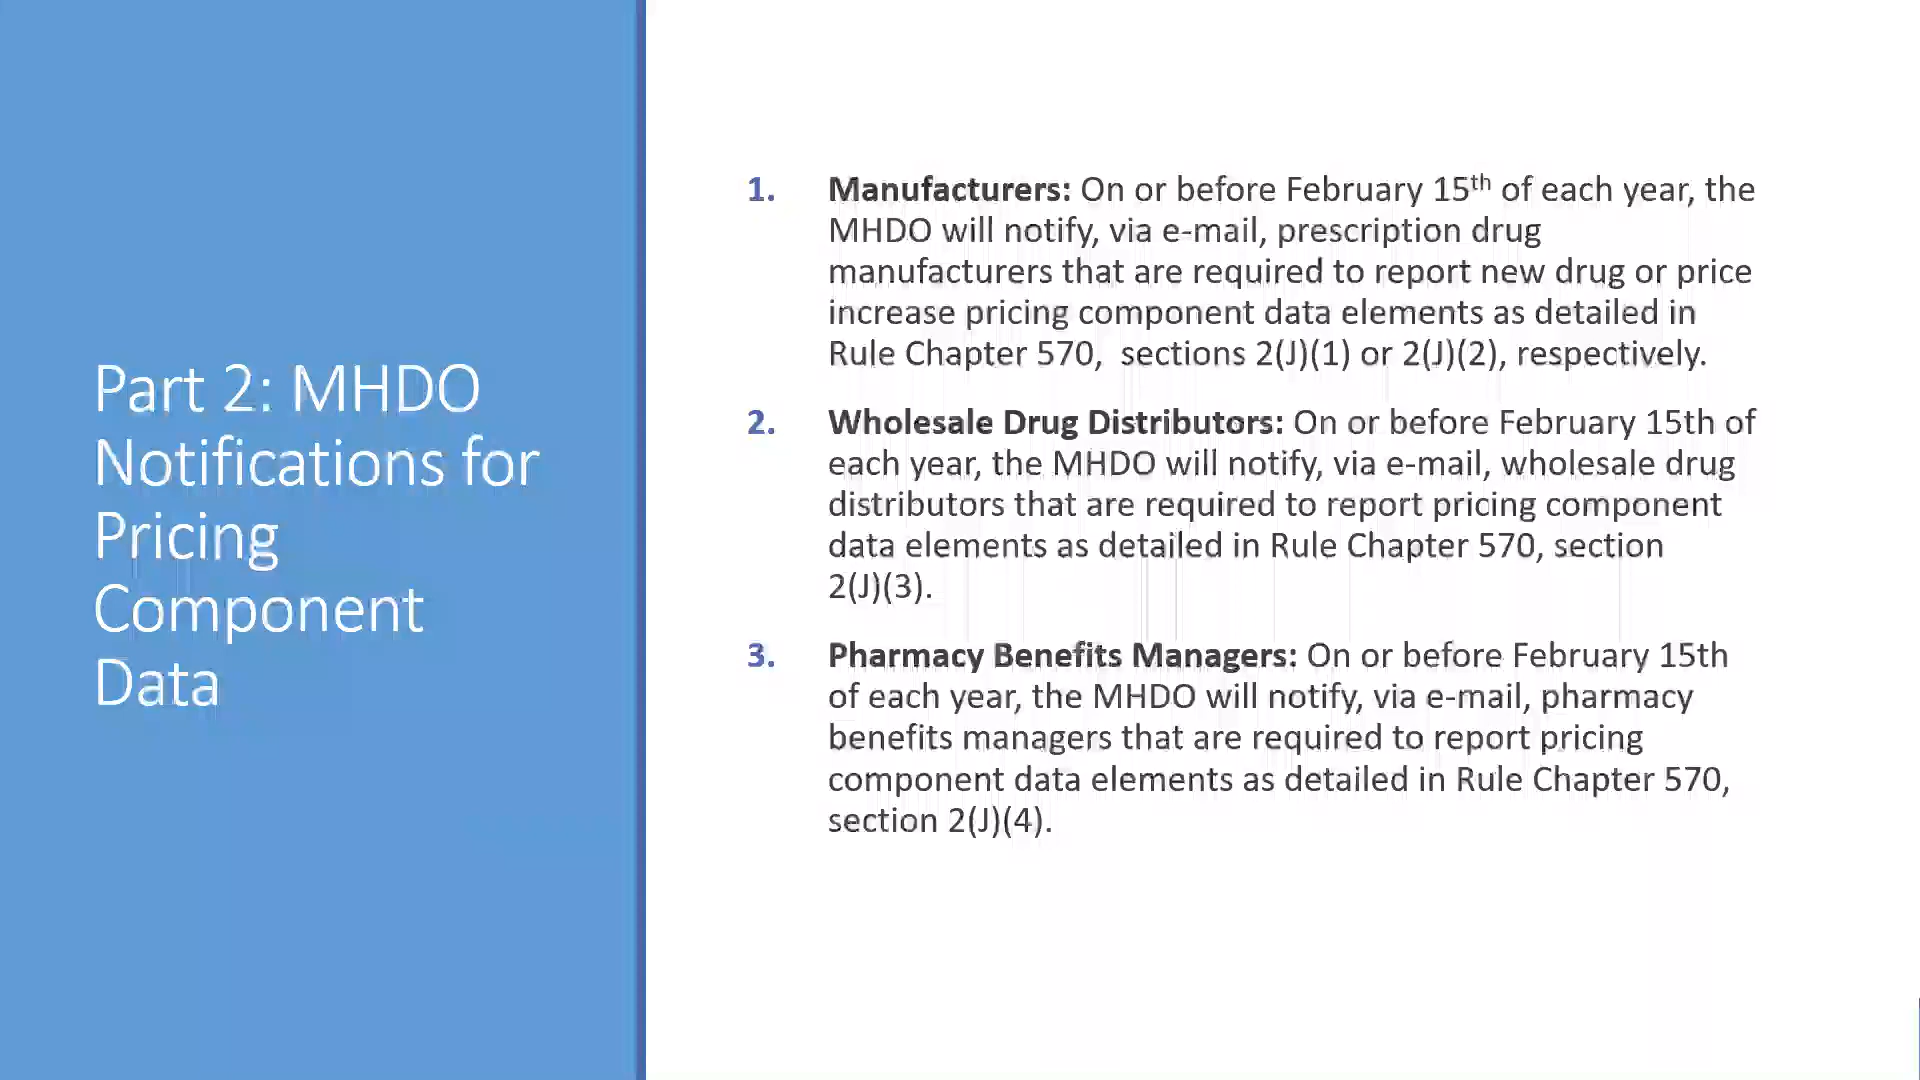 Part 2: MHDO
Notifications for
Pricing
Component
Data
1. Manufacturers: On or before February 15th of each year, the
MHDO will notify, via e-mail, prescription drug
manufacturers that are required to report new drug or price
increase pricing component data elements as detailed in
Rule Chapter 570,  sections 2(J)(1) or 2(J)(2), respectively.
2. Wholesale Drug Distributors: On or before February 15th of
each year, the MHDO will notify, via e-mail, wholesale drug
distributors that are required to report pricing component
data elements as detailed in Rule Chapter 570, section
2(J)(3).
3. Pharmacy Benefits Managers: On or before February 15th
of each year, the MHDO will notify, via e-mail, pharmacy
benefits managers that are required to report pricing
component data elements as detailed in Rule Chapter 570,
section 2(J)(4).